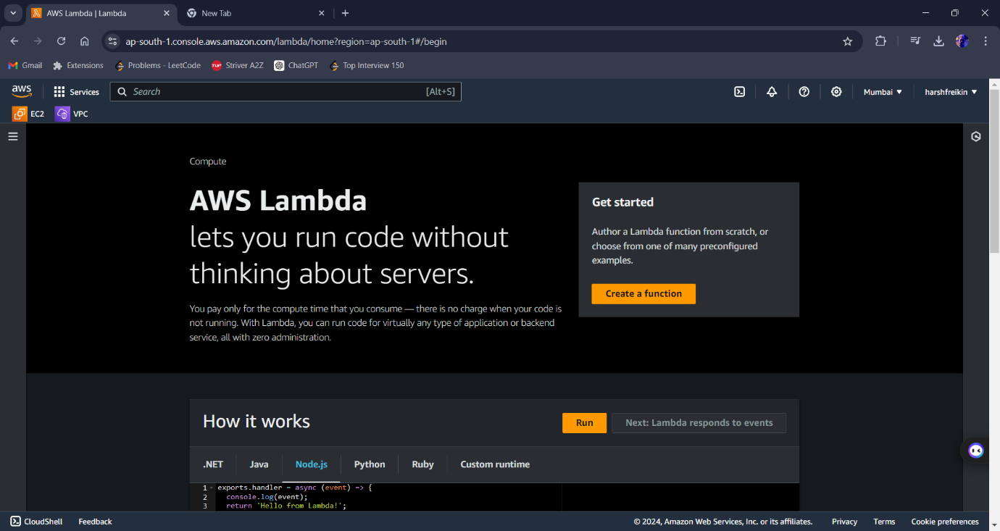 AWS Lambda | Lambda
New Tab
ap-south-1.console.aws.amazon.com/lambda/home?region=ap-south-1#/begin
Gmail
Extensions
Problems - LeetCode
TUF Striver A2Z
ChatGPT
Top Interview 150
aws
Services
Search
[Alt+S]
Mumbai
harshfreikin
EC2
VPC
Compute
AWS Lambda
lets you run code without
thinking about servers.
You pay only for the compute time that you consume — there is no charge when your code is
not running. With Lambda, you can run code for virtually any type of application or backend
service, all with zero administration.
Get started
Author a Lambda function from scratch, or
choose from one of many preconfigured
examples.
Create a function
How it works
Run
Next: Lambda responds to events
.NET
Java
Node.js
Python
Ruby
Custom runtime
1 exports.handler = async (event) => {
2 console.log(event);
3 return 'Hello from Lambda!';
CloudShell
Feedback
© 2024, Amazon Web Services, Inc. or its affiliates.
Privacy
Terms
Cookie preferences